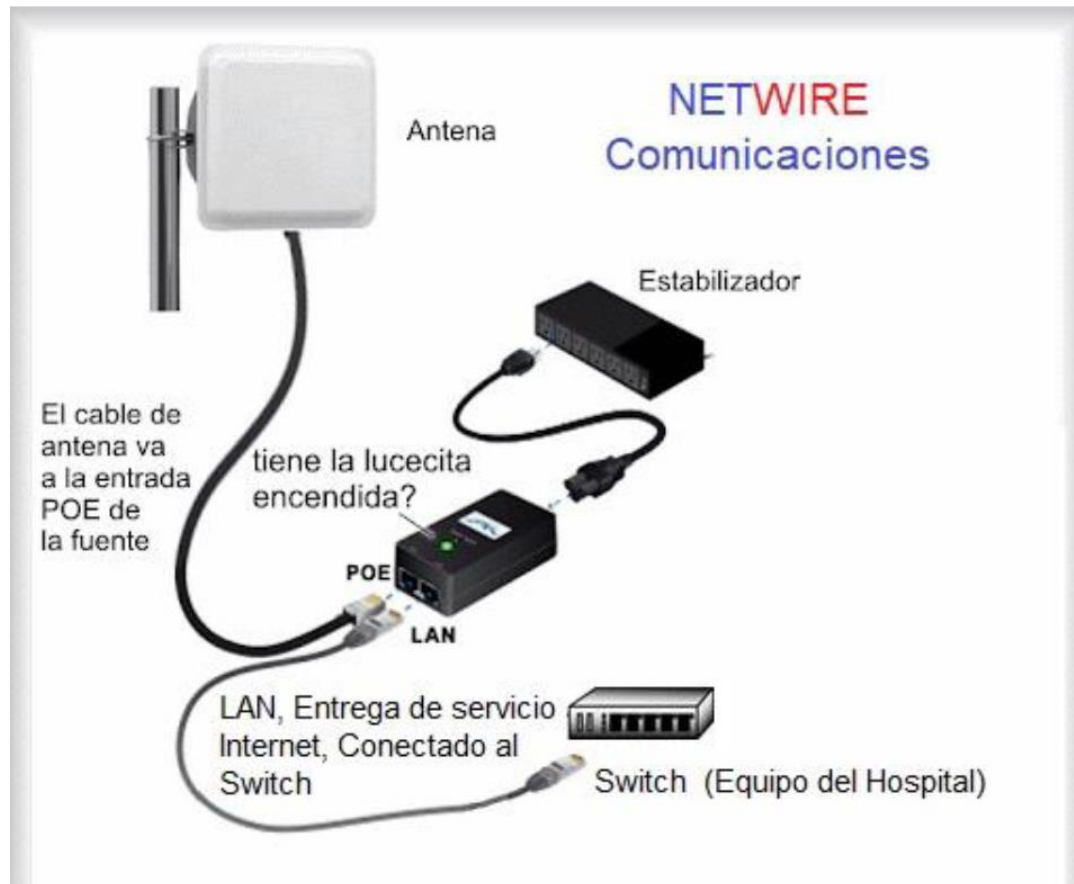 NETWIRE
Comunicaciones
Antena
Estabilizador
El cable de
antena va
a la entrada
POE de
la fuente
tiene la lucecita
encendida?
POE
LAN
LAN, Entrega de servicio
Internet, Conectado al
Switch
Switch (Equipo del Hospital)